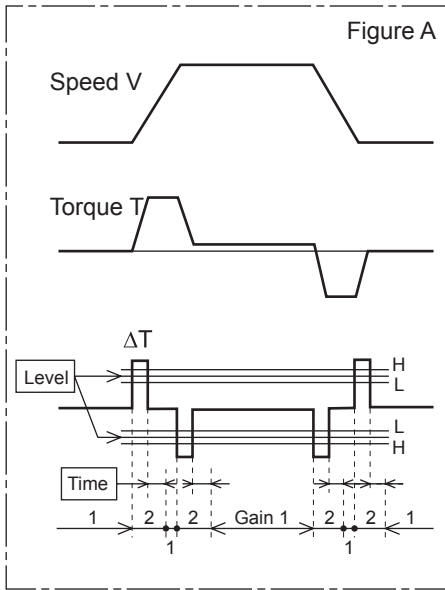 Figure A
Speed V
Torque T
ΔT
H
Level
L
L
H
Time
1 2 2 Gain 1 2 2 1
1 1